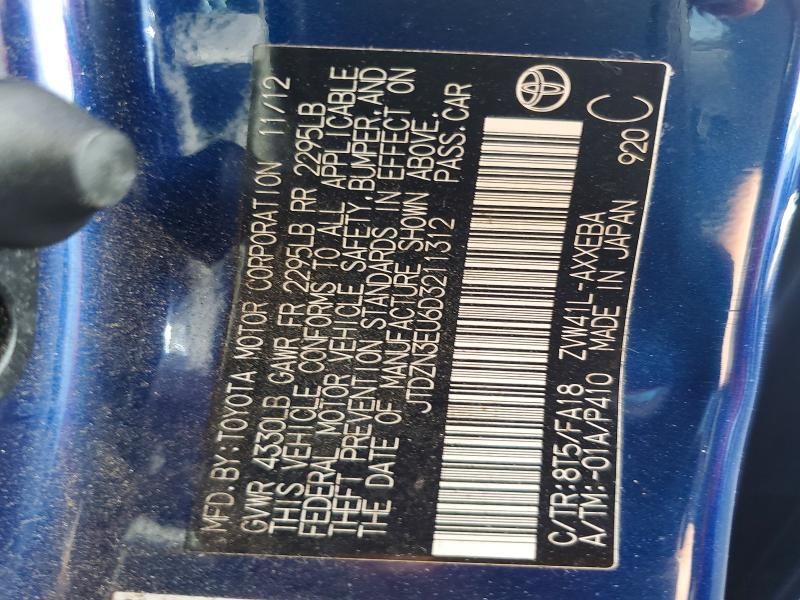 MFD. BY: TOYOTA MOTOR CORPORATION 11/12
GVWR 4330LB GAWR FR 2295LB RR 2295LB
THIS VEHICLE CONFORMS TO ALL APPLICABLE
FEDERAL MOTOR VEHICLE SAFETY, BUMPER, AND
THEFT PREVENTION STANDARDS IN EFFECT ON
THE DATE OF MANUFACTURE SHOWN ABOVE.
JTDZN3EU6D3211312 PASS. CAR
C/TR: 8T5/FA18 ZVW41L-AXXEBA
A/TM: -01A/P410 MADE IN JAPAN 920 C